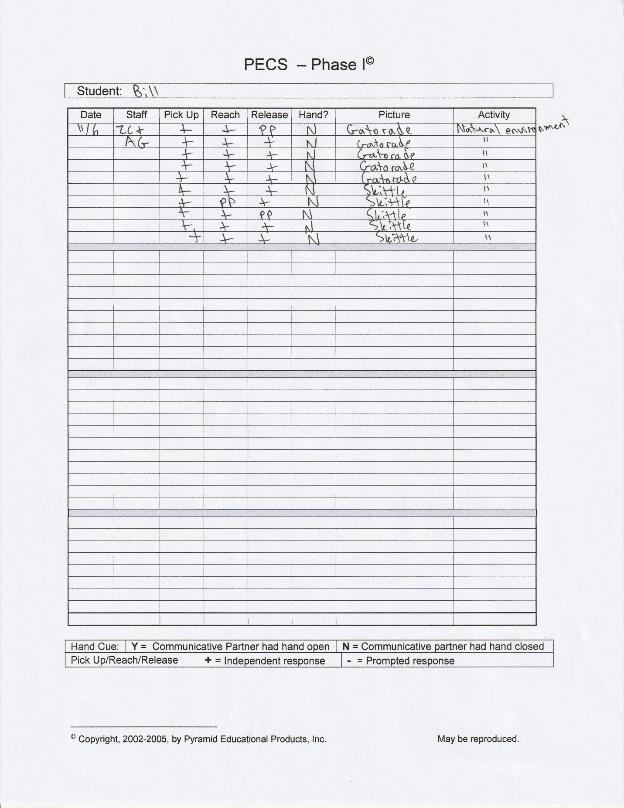 PECS – Phase I©
Student: Bill
Date Staff Pick Up Reach Release Hand? Picture Activity
11/6 + + PP N Gatorade Natural environment
AG + + + N Gatorade "
+ + + N Gatorade "
+ + + N Gatorade "
+ + + N Gatorade "
+ + + N Skittle "
+ PP + N Skittle "
+ + PP N Skittle "
+ + + N Skittle "
+ + + N Skittle "
Hand Cue: Y = Communicative Partner had hand open N = Communicative partner had hand closed
Pick Up/Reach/Release + = Independent response - = Prompted response
© Copyright, 2002-2005, by Pyramid Educational Products, Inc. May be reproduced.